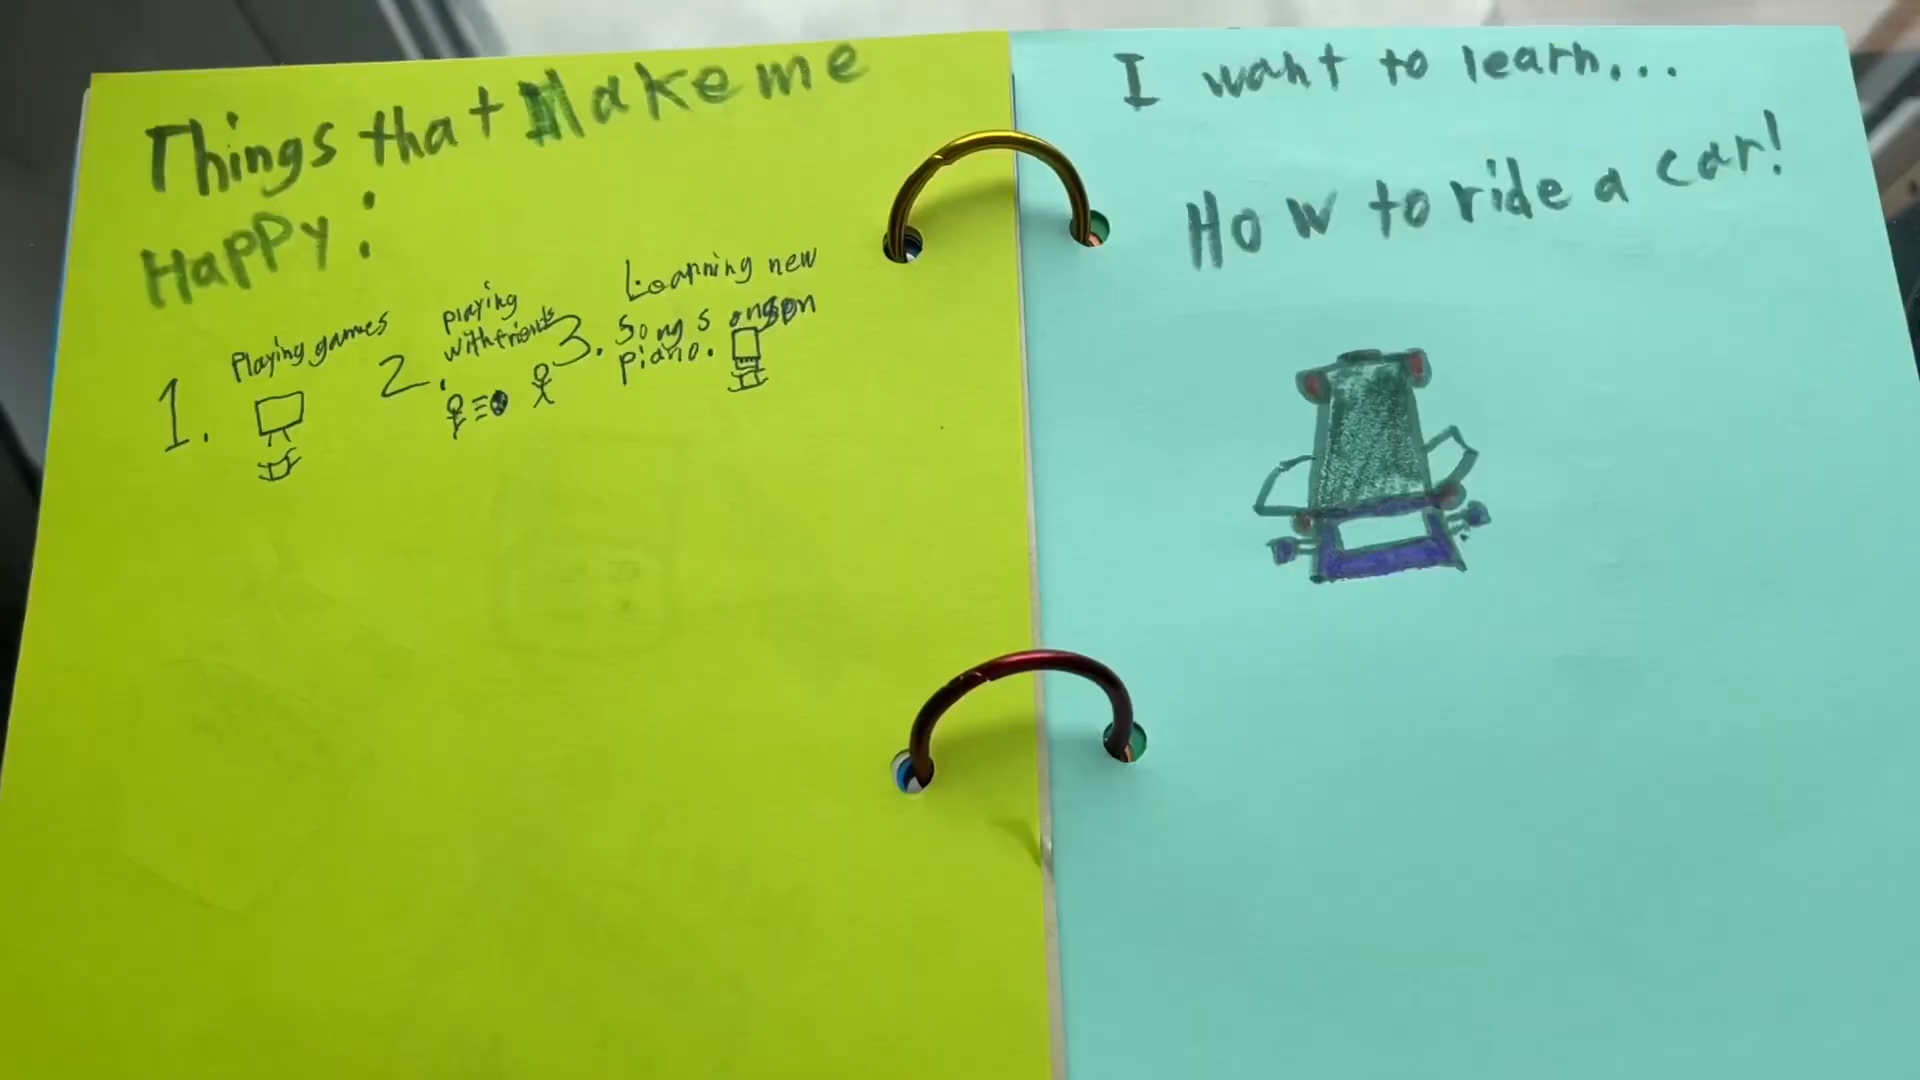 Things that Make me
Happy:
1. Playing games
2. playing
with friends
3. Learning new
songs on
piano.
I want to learn...
How to ride a car!